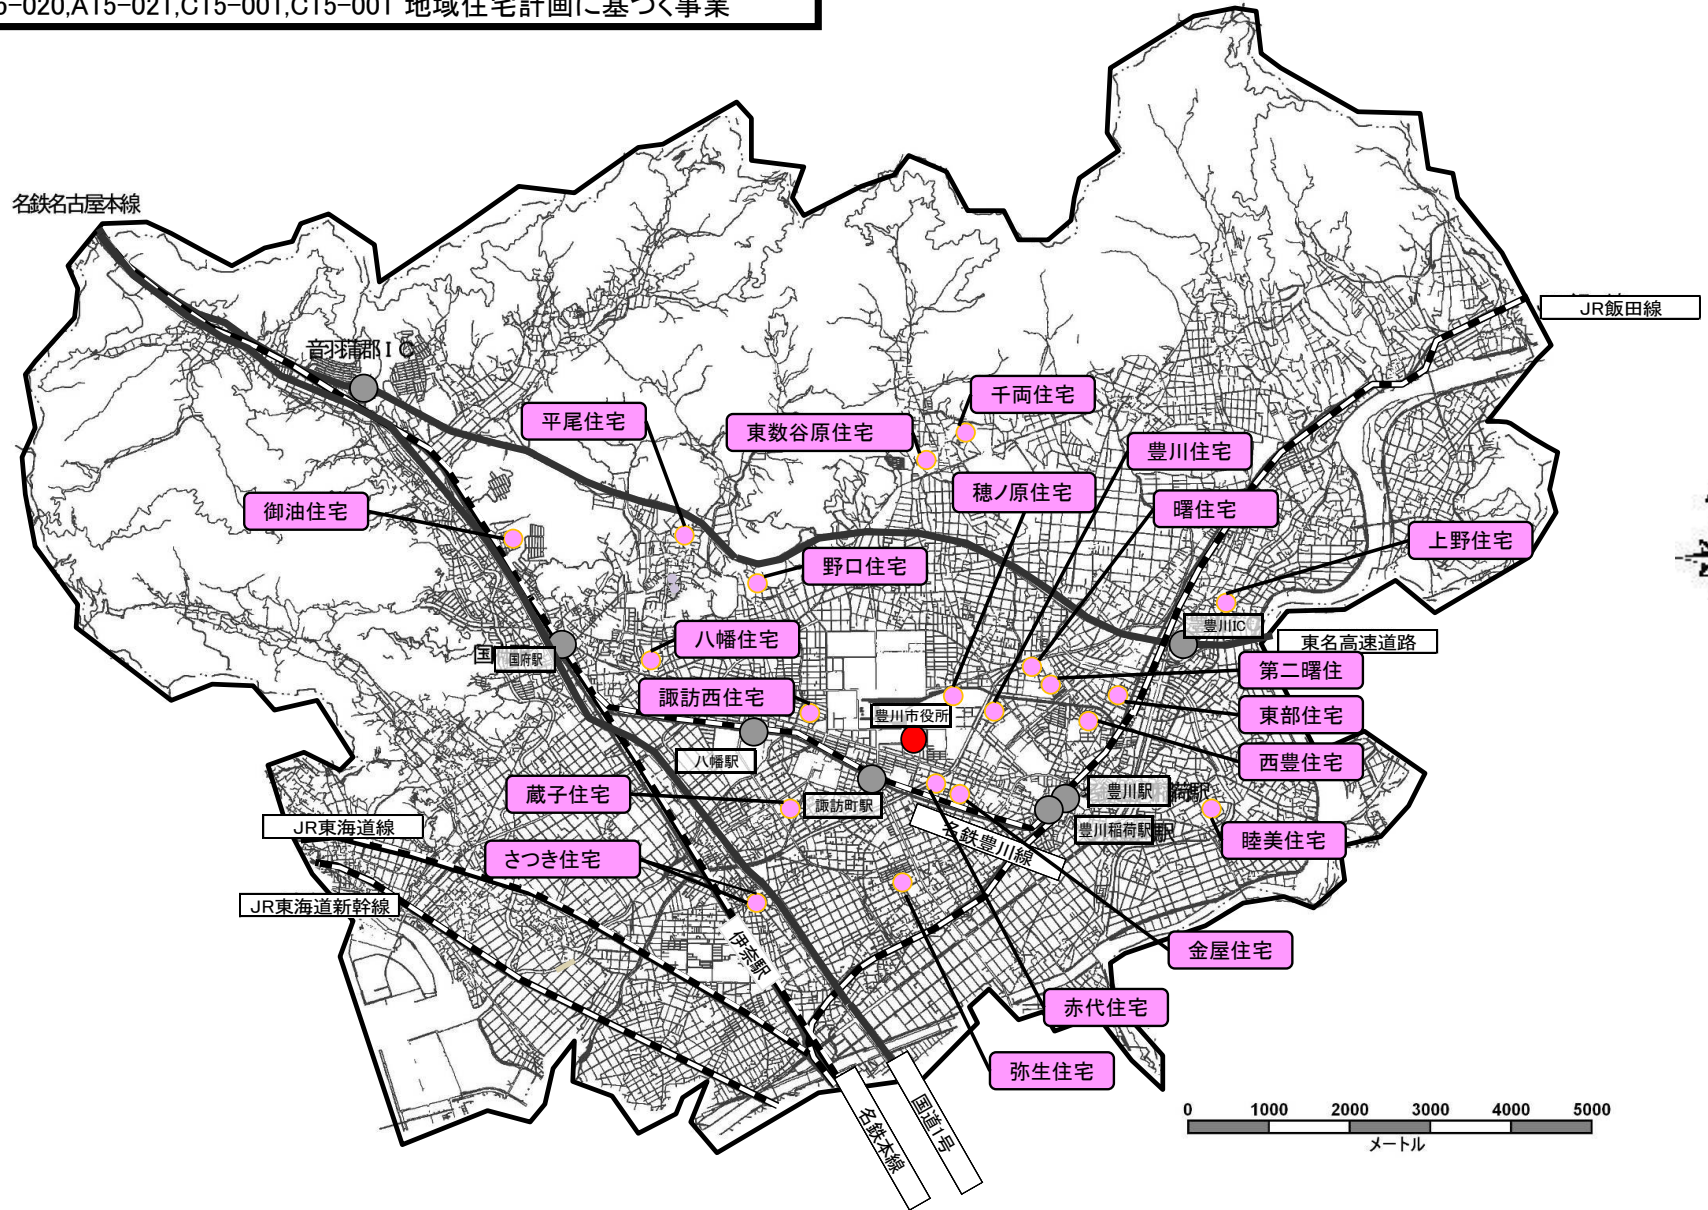 5-020,A15-021,C15-001,C15-001 地域住宅計画に基づく事業
名鉄名古屋本線
JR飯田線
音羽蒲郡IC
千両住宅
平尾住宅
東数谷原住宅
豊川住宅
穂ノ原住宅
御油住宅
曙住宅
上野住宅
野口住宅
豊川IC
八幡住宅
東名高速道路
国府駅
第二曙住
諏訪西住宅
豊川市役所
東部住宅
八幡駅
西豊住宅
蔵子住宅
諏訪町駅
豊川駅
JR東海道線
豊川稲荷駅
名鉄豊川線
睦美住宅
さつき住宅
JR東海道新幹線
伊奈駅
金屋住宅
赤代住宅
弥生住宅
名鉄本線
国道1号
0 1000 2000 3000 4000 5000
メートル